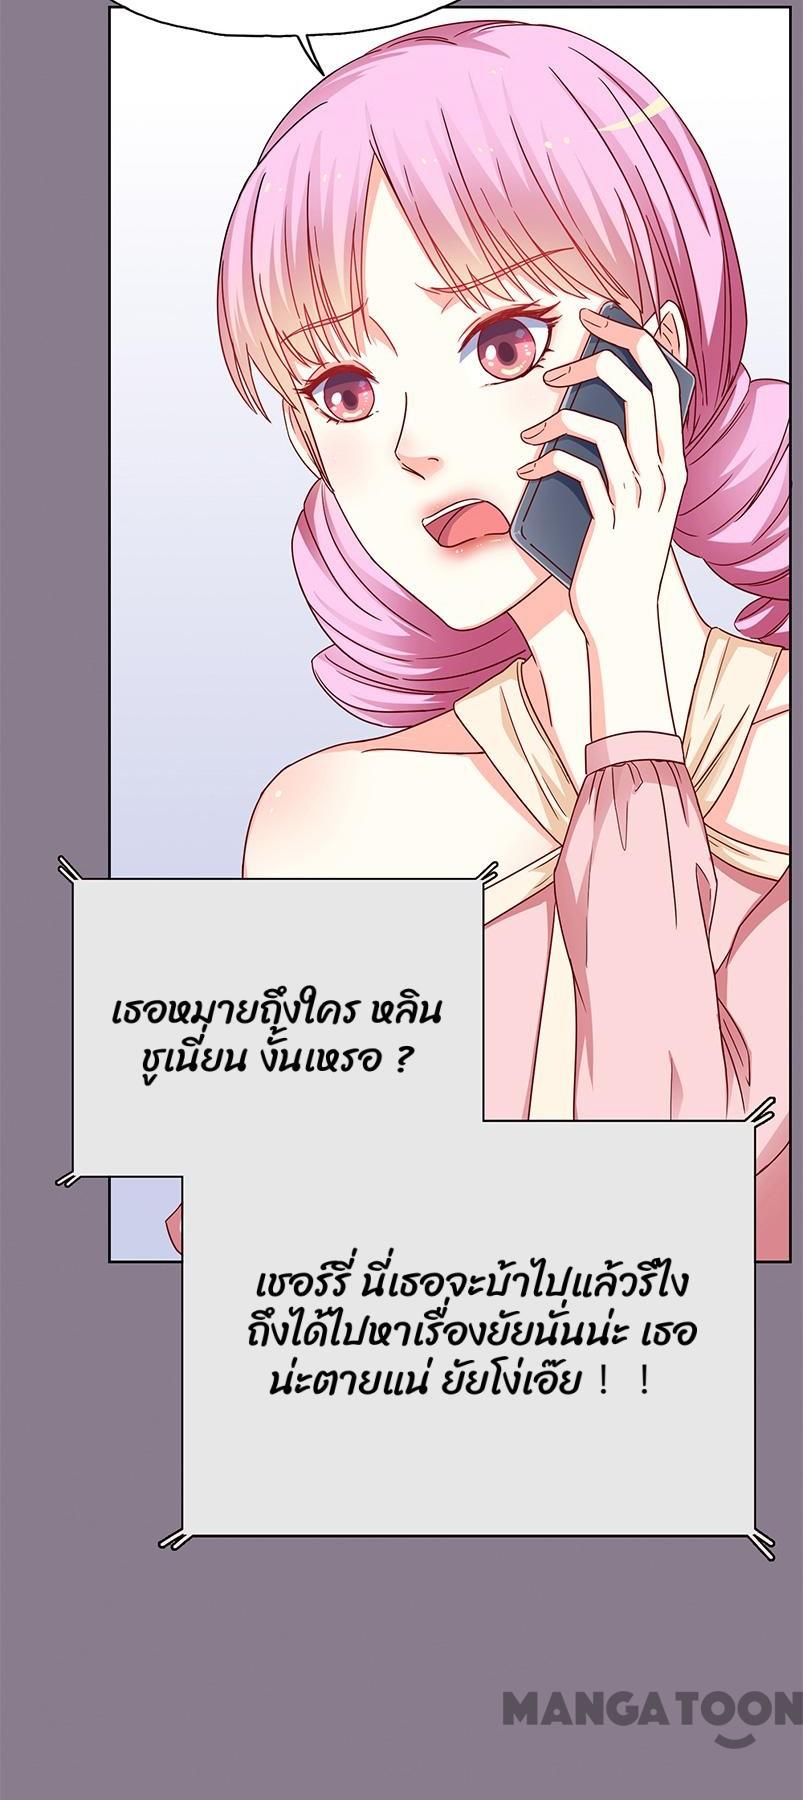 เธอหมายถึงใคร หลิน
ชูเนี่ยน งั้นเหรอ ?
เชอร์รี่ นี่เธอจะบ้าไปแล้วรึไง
ถึงได้ไปหาเรื่องยัยนั่นน่ะ เธอ
น่ะตายแน่ ยัยโง่เอ๊ย ! !
MANGATOON